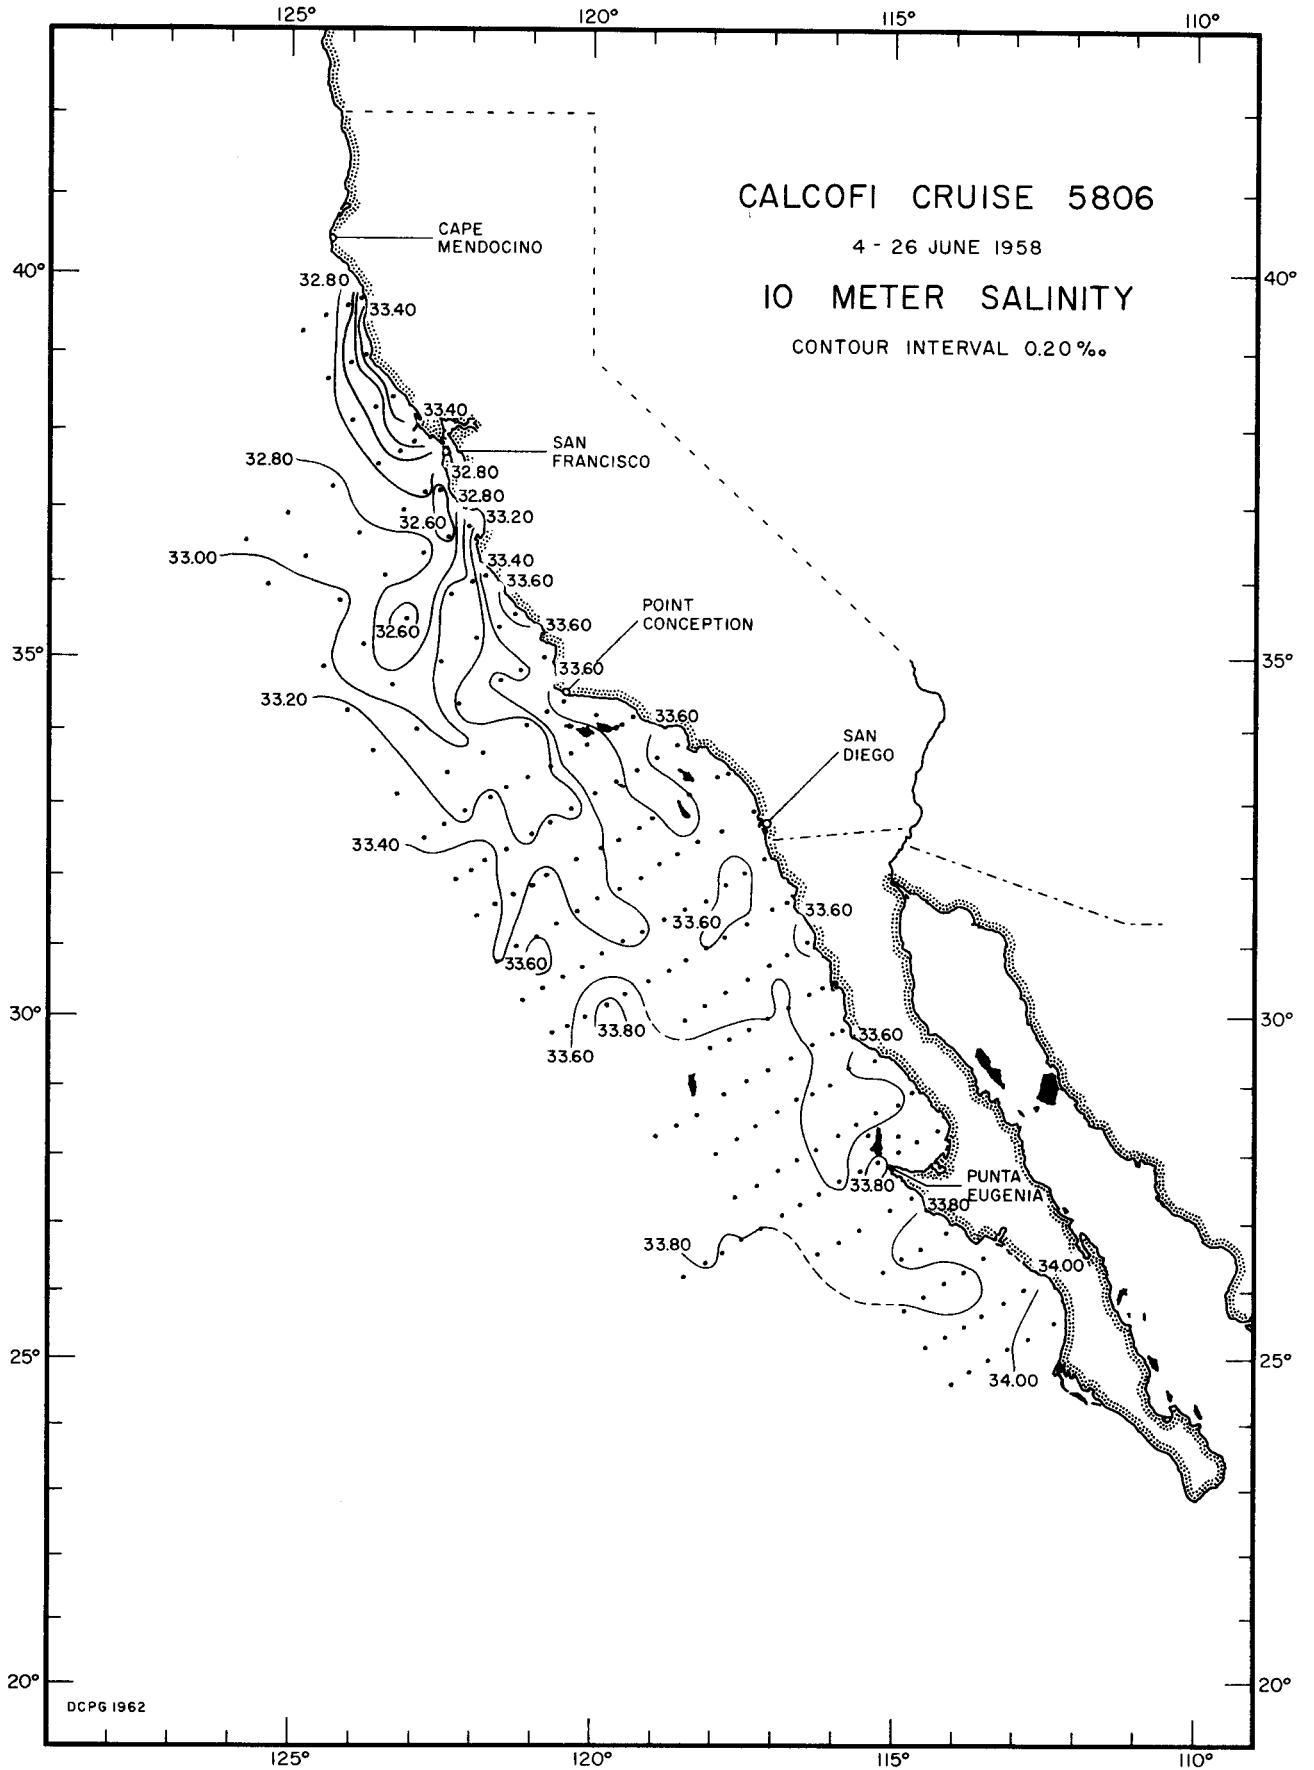 125° 120° 115° 110°
CALCOFI CRUISE 5806
4 - 26 JUNE 1958
10 METER SALINITY
CONTOUR INTERVAL 0.20 ‰
CAPE
MENDOCINO
40° 40°
32.80
33.40
33.40
SAN
FRANCISCO
32.80
32.80
32.80
32.60
33.20
33.00
33.40
33.60
POINT
CONCEPTION
33.60
32.60
35° 35°
33.60
33.20
33.60
SAN
DIEGO
33.40
33.60
33.60
33.60
30° 30°
33.80
33.60
33.60
PUNTA
EUGENIA
33.80
33.80
33.80
34.00
25° 25°
34.00
20° 20°
DCPG 1962
125° 120° 115° 110°